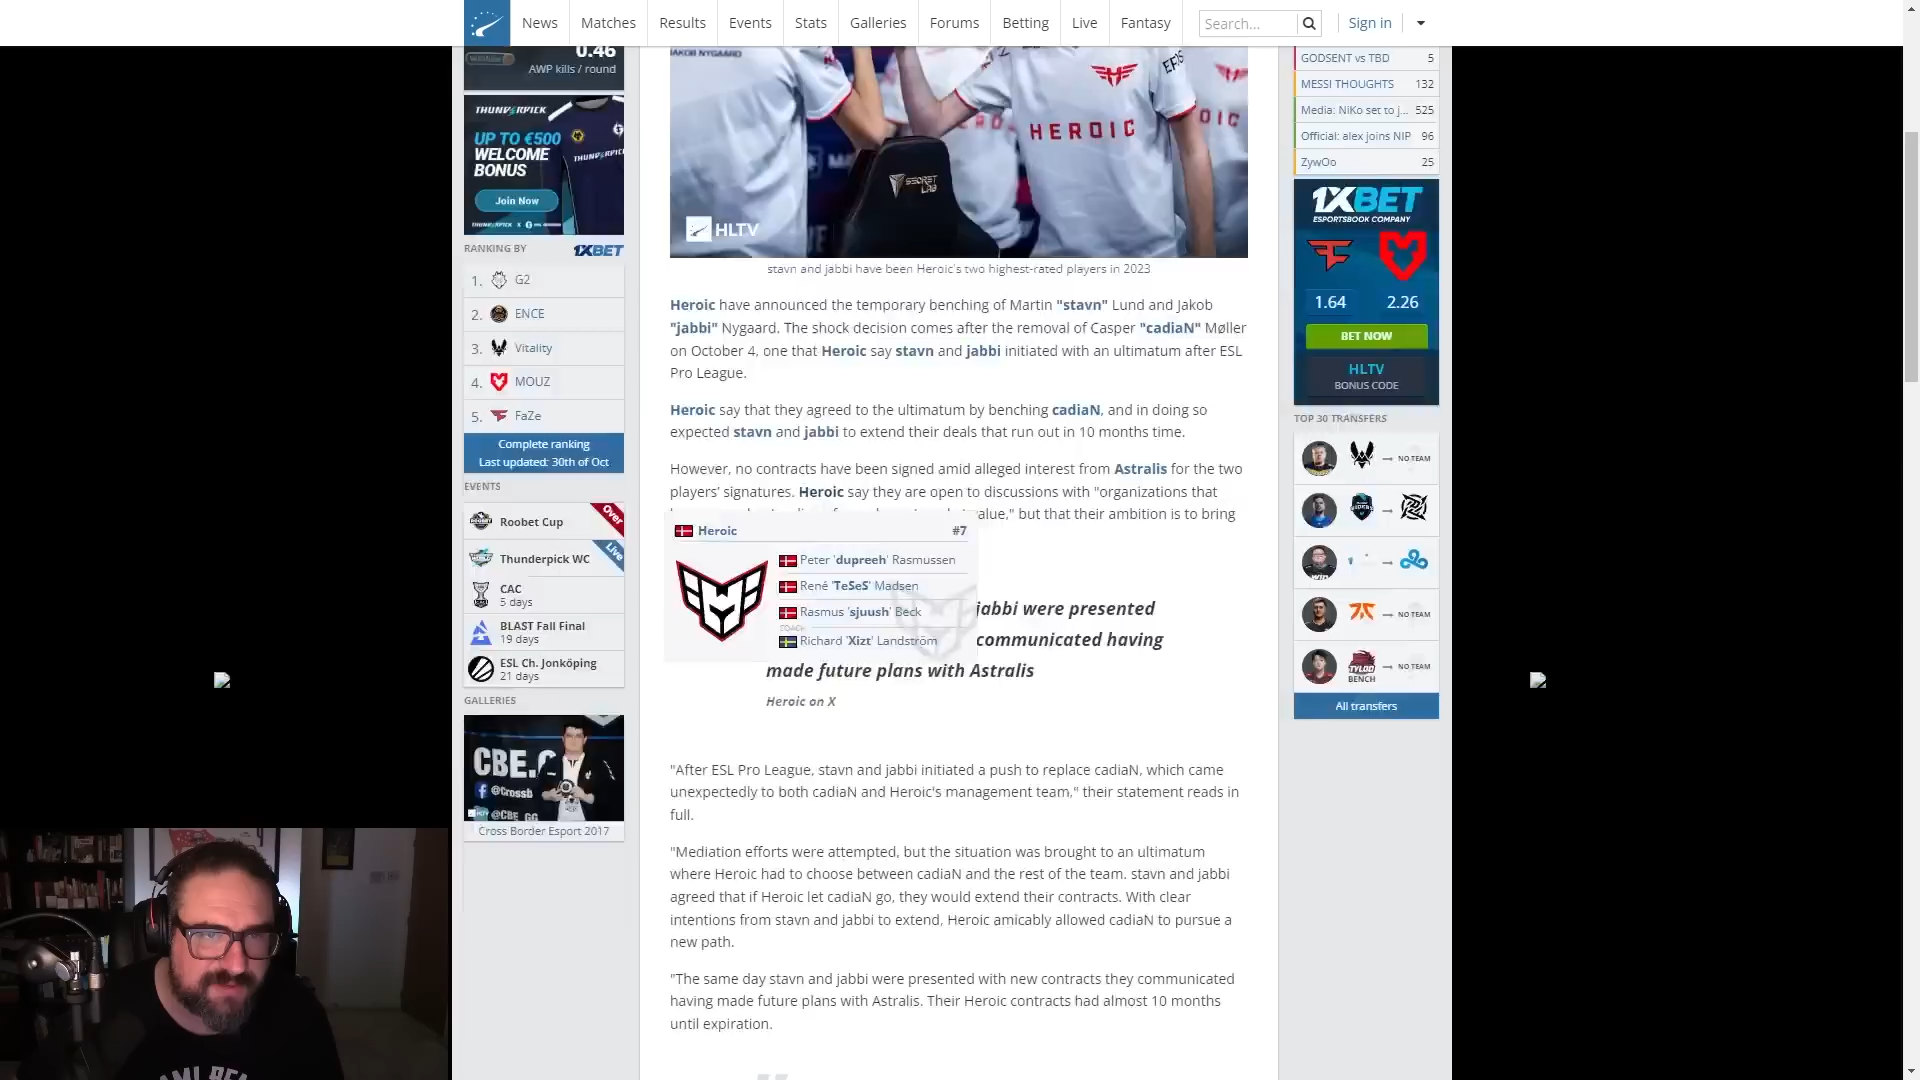 News
Matches
Results
Events
Stats
Galleries
Forums
Betting
Live
Fantasy
Search...
Sign in
0.46
AWP kills / round
THUNDERPICK
UP TO €500
WELCOME
BONUS
Join Now
RANKING BY
1XBET
1. G2
2. ENCE
3. Vitality
4. MOUZ
5. FaZe
Complete ranking
Last updated: 30th of Oct
EVENTS
Roobet Cup
Over
Thunderpick WC
Live
CAC
5 days
BLAST Fall Final
19 days
ESL Ch. Jonköping
21 days
GALLERIES
CBE.
@Crossb
@CBE_GG
Cross Border Esport 2017
JAKOB NYGAARD
HEROIC
SECRET
LAB
HLTV
stavn and jabbi have been Heroic's two highest-rated players in 2023
Heroic have announced the temporary benching of Martin "stavn" Lund and Jakob
"jabbi" Nygaard. The shock decision comes after the removal of Casper "cadiaN" Møller
on October 4, one that Heroic say stavn and jabbi initiated with an ultimatum after ESL
Pro League.
Heroic say that they agreed to the ultimatum by benching cadiaN, and in doing so
expected stavn and jabbi to extend their deals that run out in 10 months time.
However, no contracts have been signed amid alleged interest from Astralis for the two
players’ signatures. Heroic say they are open to discussions with "organizations that
value," but that their ambition is to bring
Heroic
#7
Peter 'dupreeh' Rasmussen
René 'TeSeS' Madsen
Rasmus 'sjuush' Beck
COACH
Richard 'Xizt' Landström
jabbi were presented
communicated having
made future plans with Astralis
Heroic on X
"After ESL Pro League, stavn and jabbi initiated a push to replace cadiaN, which came
unexpectedly to both cadiaN and Heroic's management team," their statement reads in
full.
"Mediation efforts were attempted, but the situation was brought to an ultimatum
where Heroic had to choose between cadiaN and the rest of the team. stavn and jabbi
agreed that if Heroic let cadiaN go, they would extend their contracts. With clear
intentions from stavn and jabbi to extend, Heroic amicably allowed cadiaN to pursue a
new path.
"The same day stavn and jabbi were presented with new contracts they communicated
having made future plans with Astralis. Their Heroic contracts had almost 10 months
until expiration.
GODSENT vs TBD 5
MESSI THOUGHTS 132
Media: NiKo set to j... 525
Official: alex joins NIP 96
ZywOo 25
1XBET
ESPORTSBOOK COMPANY
1.64
2.26
BET NOW
HLTV
BONUS CODE
TOP 30 TRANSFERS
NO TEAM
NO TEAM
BENCH
NO TEAM
All transfers